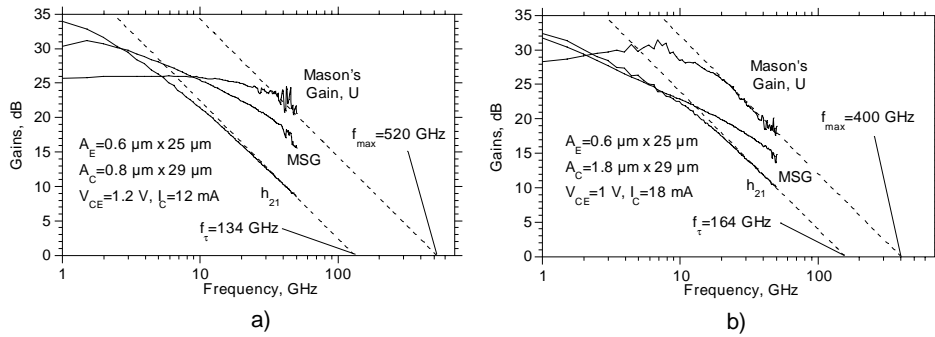 35
30
25
20
15
10
5
0
Gains, dB
Mason's
Gain, U
f_max=520 GHz
A_E=0.6 µm x 25 µm
A_C=0.8 µm x 29 µm
V_CE=1.2 V, I_C=12 mA
MSG
h_21
f_τ=134 GHz
1
10
100
Frequency, GHz
a)
35
30
25
20
15
10
5
0
Gains, dB
Mason's
Gain, U
f_max=400 GHz
A_E=0.6 µm x 25 µm
A_C=1.8 µm x 29 µm
V_CE=1 V, I_C=18 mA
MSG
h_21
f_τ=164 GHz
1
10
100
Frequency, GHz
b)